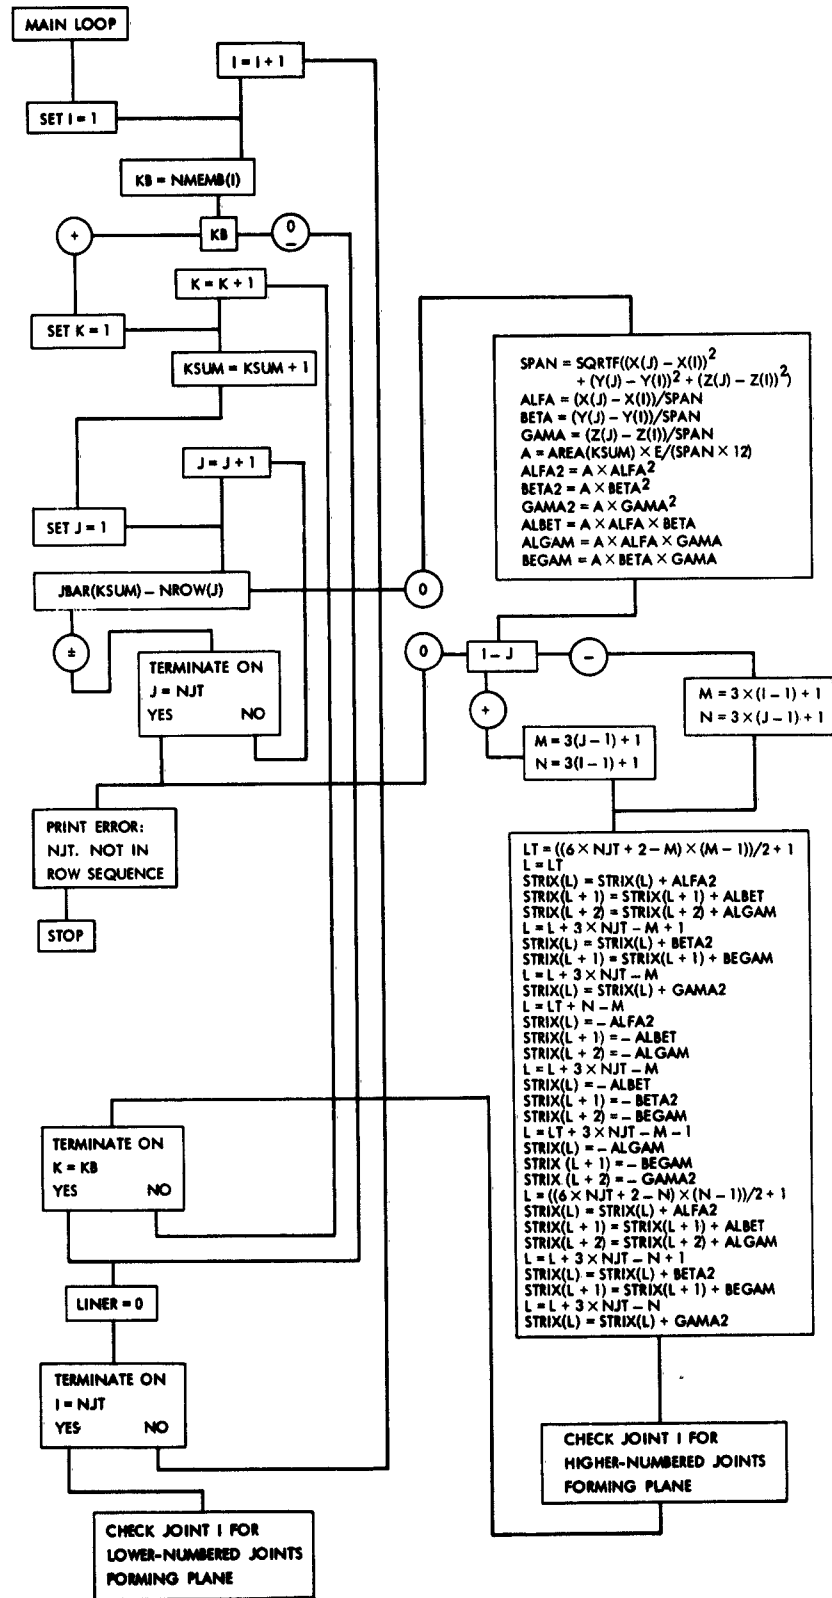 MAIN LOOP
I = I + 1
SET I = 1
KB = NMEMB(I)
+
KB
0
−
K = K + 1
SET K = 1
KSUM = KSUM + 1
J = J + 1
SET J = 1
JBAR(KSUM) − NROW(J)
0
±
TERMINATE ON
J = NJT
YES NO
PRINT ERROR:
NJT. NOT IN
ROW SEQUENCE
STOP
SPAN = SQRTF((X(J) − X(I))²
+ (Y(J) − Y(I))² + (Z(J) − Z(I))²)
ALFA = (X(J) − X(I))/SPAN
BETA = (Y(J) − Y(I))/SPAN
GAMA = (Z(J) − Z(I))/SPAN
A = AREA(KSUM) × E/(SPAN × 12)
ALFA2 = A × ALFA²
BETA2 = A × BETA²
GAMA2 = A × GAMA²
ALBET = A × ALFA × BETA
ALGAM = A × ALFA × GAMA
BEGAM = A × BETA × GAMA
0
I − J
−
+
M = 3 × (I − 1) + 1
N = 3 × (J − 1) + 1
M = 3(J − 1) + 1
N = 3(I − 1) + 1
LT = ((6 × NJT + 2 − M) × (M − 1))/2 + 1
L = LT
STRIX(L) = STRIX(L) + ALFA2
STRIX(L + 1) = STRIX(L + 1) + ALBET
STRIX(L + 2) = STRIX(L + 2) + ALGAM
L = L + 3 × NJT − M + 1
STRIX(L) = STRIX(L) + BETA2
STRIX(L + 1) = STRIX(L + 1) + BEGAM
L = L + 3 × NJT − M
STRIX(L) = STRIX(L) + GAMA2
L = LT + N − M
STRIX(L) = − ALFA2
STRIX(L + 1) = − ALBET
STRIX(L + 2) = − ALGAM
L = L + 3 × NJT − M
STRIX(L) = − ALBET
STRIX(L + 1) = − BETA2
STRIX(L + 2) = − BEGAM
L = LT + 3 × NJT − M − 1
STRIX(L) = − ALGAM
STRIX (L + 1) = − BEGAM
STRIX (L + 2) = − GAMA2
L = ((6 × NJT + 2 − N) × (N − 1))/2 + 1
STRIX(L) = STRIX(L) + ALFA2
STRIX(L + 1) = STRIX(L + 1) + ALBET
STRIX(L + 2) = STRIX(L + 2) + ALGAM
L = L + 3 × NJT − N + 1
STRIX(L) = STRIX(L) + BETA2
STRIX(L + 1) = STRIX(L + 1) + BEGAM
L = L + 3 × NJT − N
STRIX(L) = STRIX(L) + GAMA2
TERMINATE ON
K = KB
YES NO
LINER = 0
TERMINATE ON
I = NJT
YES NO
CHECK JOINT I FOR
LOWER-NUMBERED JOINTS
FORMING PLANE
CHECK JOINT I FOR
HIGHER-NUMBERED JOINTS
FORMING PLANE